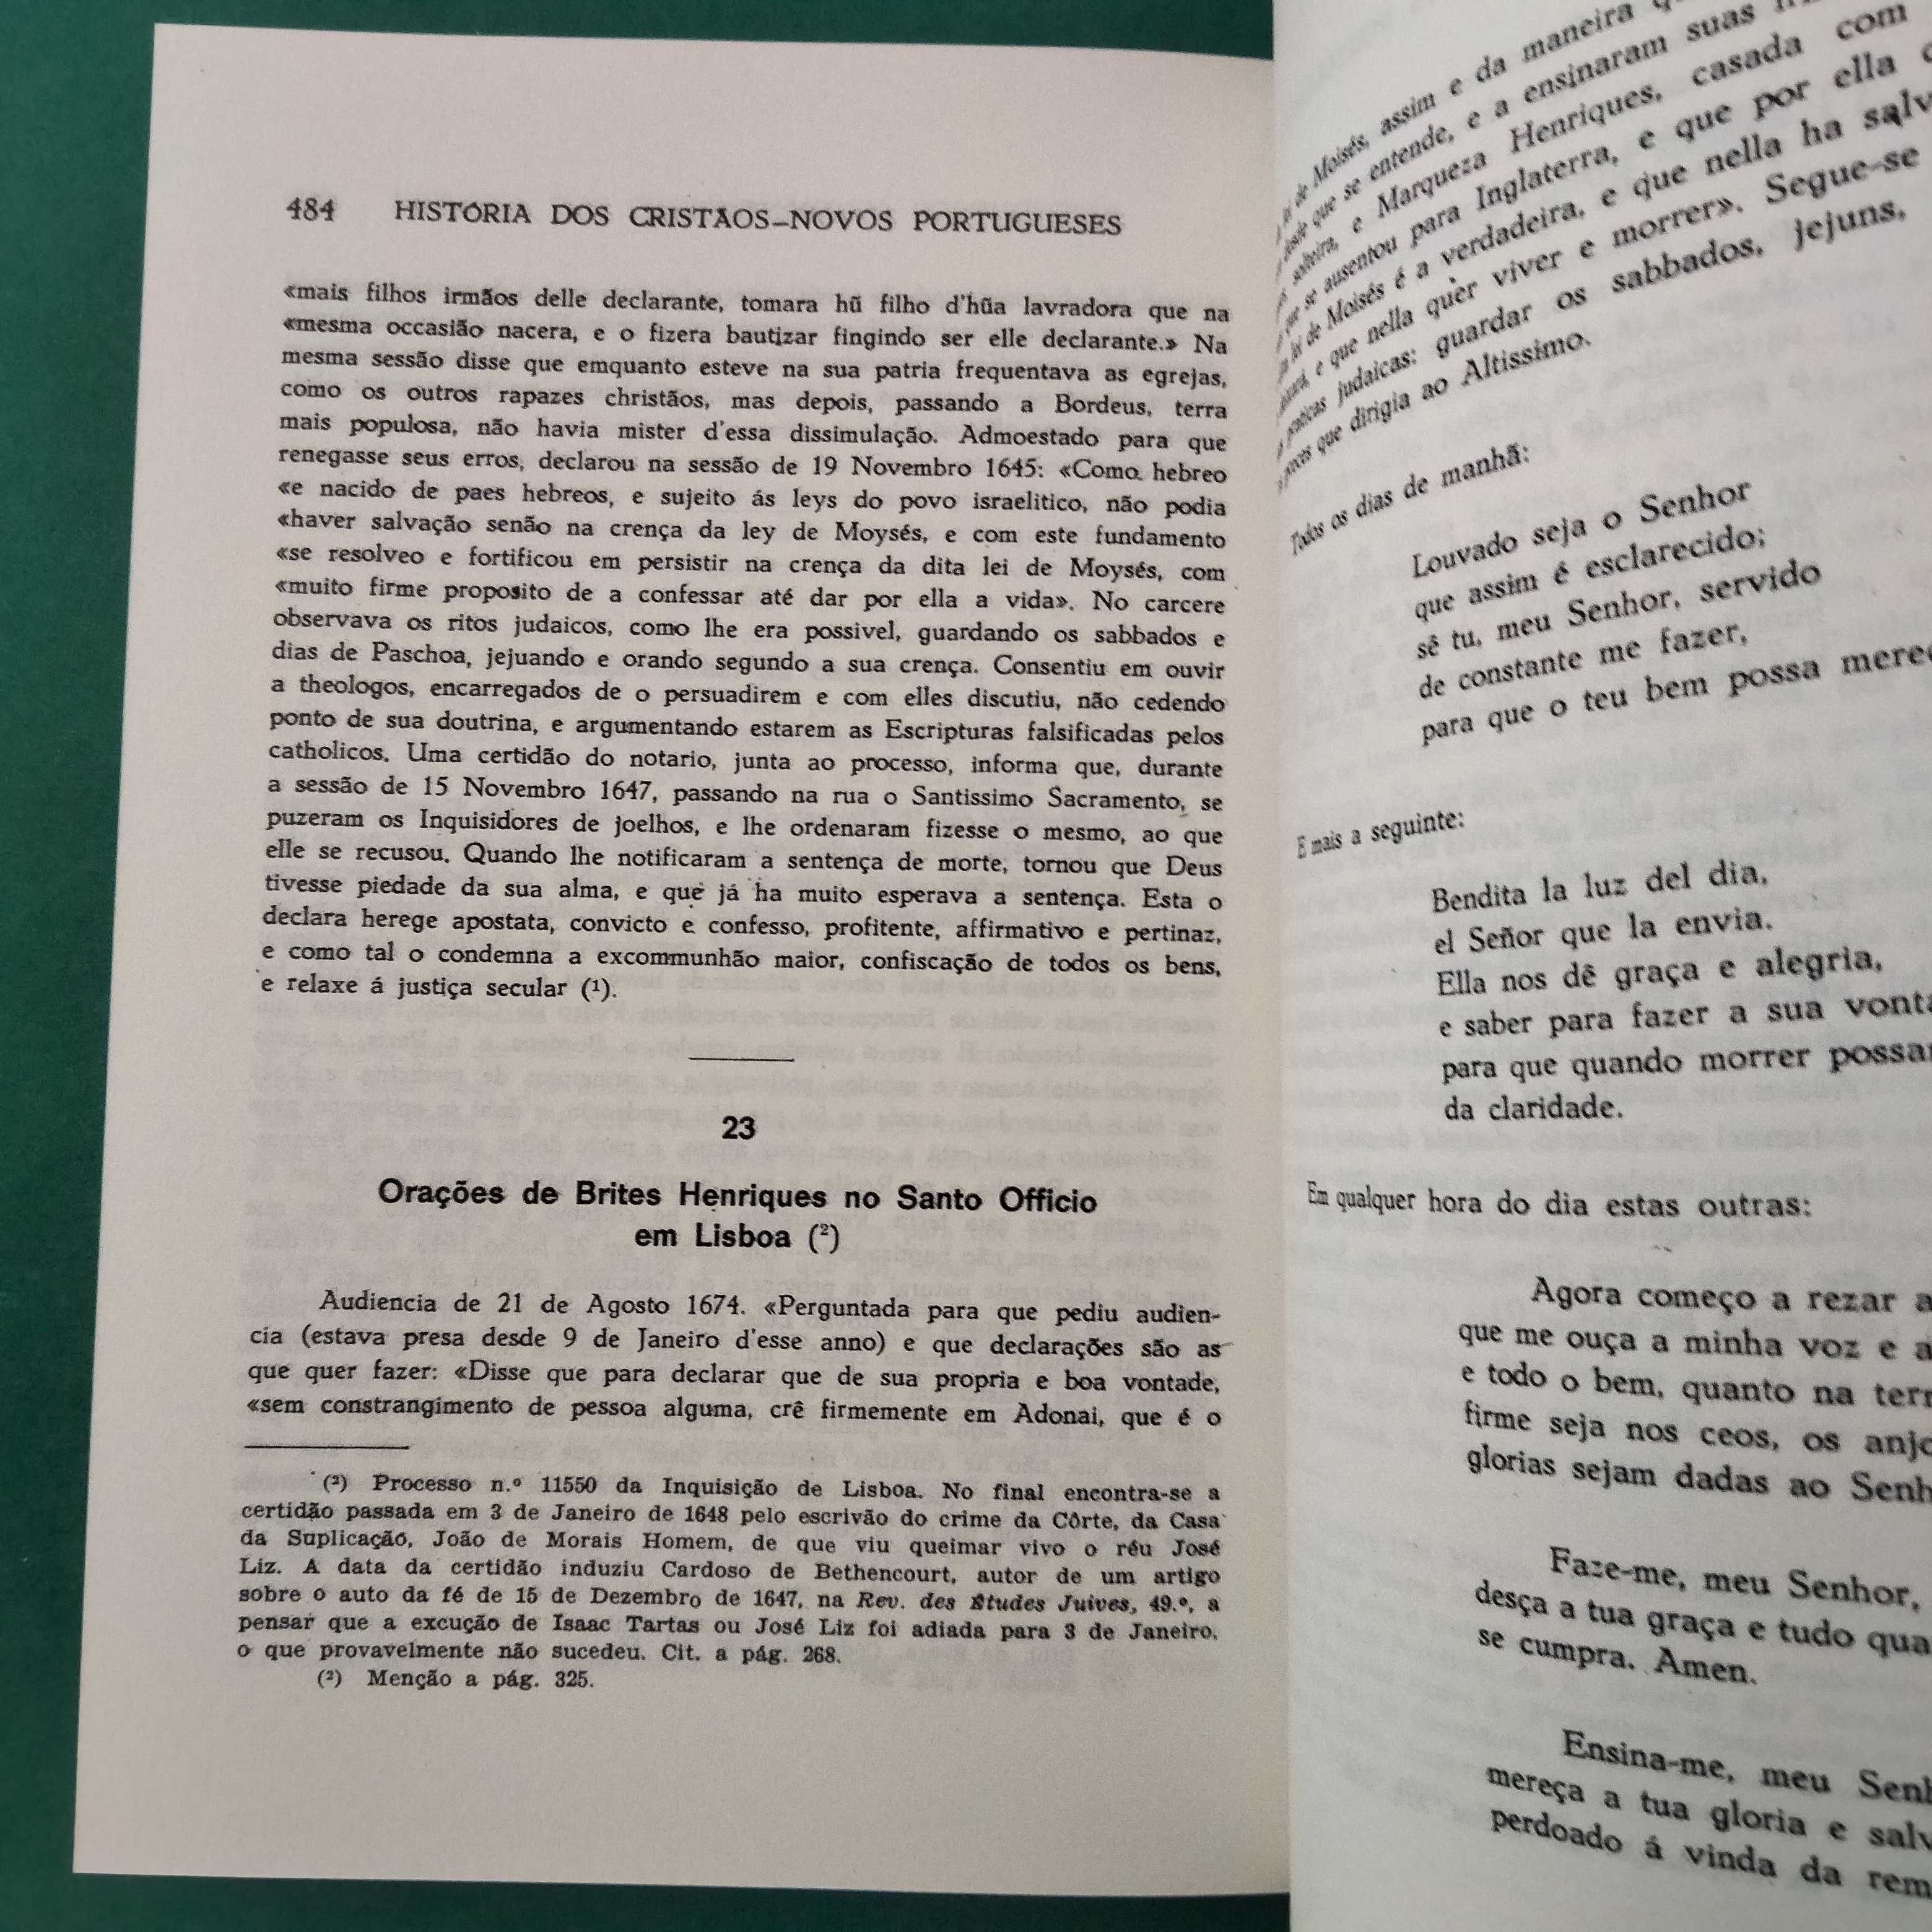 484 HISTÓRIA DOS CRISTÃOS-NOVOS PORTUGUESES
«mais filhos irmãos delle declarante, tomara hũ filho d'hũa lavradora que na
«mesma occasião nacera, e o fizera bautizar fingindo ser elle declarante.» Na
mesma sessão disse que emquanto esteve na sua patria frequentava as egrejas,
como os outros rapazes christãos, mas depois, passando a Bordeus, terra
mais populosa, não havia mister d'essa dissimulação. Admoestado para que
renegasse seus erros, declarou na sessão de 19 Novembro 1645: «Como hebreo
«e nacido de paes hebreos, e sujeito ás leys do povo israelitico, não podia
«haver salvação senão na crença da ley de Moysés, e com este fundamento
«se resolveo e fortificou em persistir na crença da dita lei de Moysés, com
«muito firme proposito de a confessar até dar por ella a vida». No carcere
observava os ritos judaicos, como lhe era possivel, guardando os sabbados e
dias de Paschoa, jejuando e orando segundo a sua crença. Consentiu em ouvir
a theologos, encarregados de o persuadirem e com elles discutiu, não cedendo
ponto de sua doutrina, e argumentando estarem as Escripturas falsificadas pelos
catholicos. Uma certidão do notario, junta ao processo, informa que, durante
a sessão de 15 Novembro 1647, passando na rua o Santissimo Sacramento, se
puzeram os Inquisidores de joelhos, e lhe ordenaram fizesse o mesmo, ao que
elle se recusou. Quando lhe notificaram a sentença de morte, tornou que Deus
tivesse piedade da sua alma, e que já ha muito esperava a sentença. Esta o
declara herege apostata, convicto e confesso, profitente, affirmativo e pertinaz,
e como tal o condemna a excommunhão maior, confiscação de todos os bens,
e relaxe á justiça secular (¹).
23
Orações de Brites Henriques no Santo Officio
em Lisboa (²)
Audiencia de 21 de Agosto 1674. «Perguntada para que pediu audien-
cia (estava presa desde 9 de Janeiro d'esse anno) e que declarações são as
que quer fazer: «Disse que para declarar que de sua propria e boa vontade,
«sem constrangimento de pessoa alguma, crê firmemente em Adonai, que é o
(²) Processo n.º 11550 da Inquisição de Lisboa. No final encontra-se a
certidão passada em 3 de Janeiro de 1648 pelo escrivão do crime da Côrte, da Casa
da Suplicação, João de Morais Homem, de que viu queimar vivo o réu José
Liz. A data da certidão induziu Cardoso de Bethencourt, autor de um artigo
sobre o auto da fé de 15 de Dezembro de 1647, na Rev. des Études Juives, 49.º, a
pensar que a excução de Isaac Tartas ou José Liz foi adiada para 3 de Janeiro,
o que provavelmente não sucedeu. Cit. a pág. 268.
(²) Menção a pág. 325.
de Moisés, assim e da maneira
desde que se entende, e a ensinaram suas
solteira, e Marqueza Henriques, casada com
que se ausentou para Inglaterra, e que por ella
lei de Moisés é a verdadeira, e que nella ha salv
e que nella quer viver e morrer». Segue-se
praticas judaicas: guardar os sabbados, jejuns,
preces que dirigia ao Altissimo.
Todos os dias de manhã:
Louvado seja o Senhor
que assim é esclarecido;
sê tu, meu Senhor, servido
de constante me fazer,
para que o teu bem possa mere
E mais a seguinte:
Bendita la luz del dia,
el Señor que la envia.
Ella nos dê graça e alegria,
e saber para fazer a sua vont
para que quando morrer possa
da claridade.
Em qualquer hora do dia estas outras:
Agora começo a rezar a
que me ouça a minha voz e a
e todo o bem, quanto na terr
firme seja nos ceos, os anj
glorias sejam dadas ao Senh
Faze-me, meu Senhor,
desça a tua graça e tudo qua
se cumpra. Amen.
Ensina-me, meu Senh
mereça a tua gloria e salv
perdoado á vinda da rem